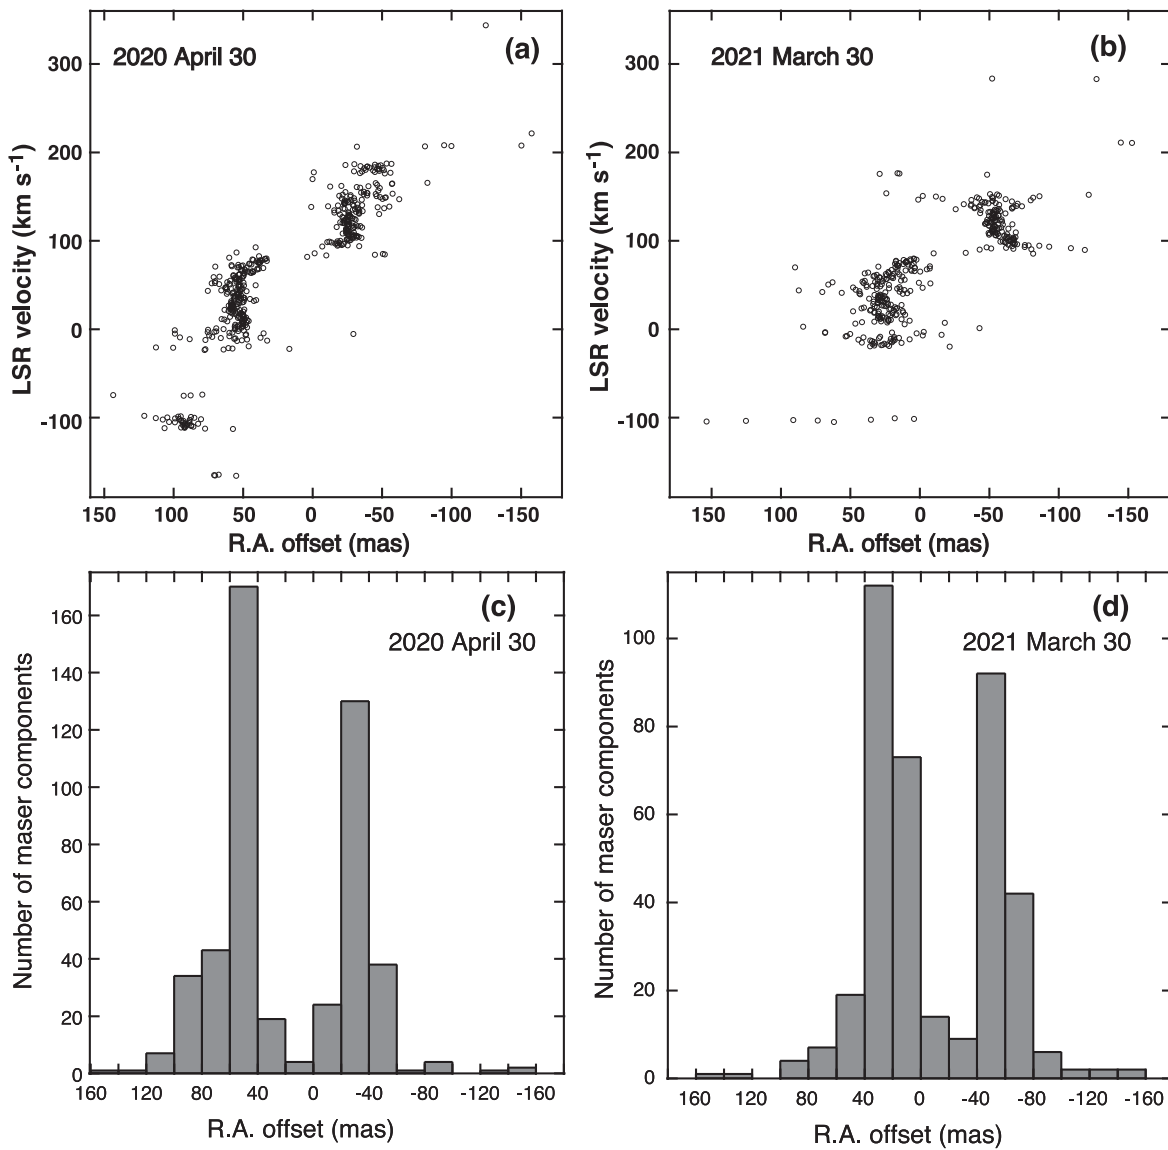 2020 April 30
(a)
300
200
100
0
-100
LSR velocity (km s-1)
150 100 50 0 -50 -100 -150
R.A. offset (mas)
2021 March 30
(b)
300
200
100
0
-100
LSR velocity (km s-1)
150 100 50 0 -50 -100 -150
R.A. offset (mas)
(c)
2020 April 30
160
140
120
100
80
60
40
20
0
Number of maser components
160 120 80 40 0 -40 -80 -120 -160
R.A. offset (mas)
(d)
2021 March 30
100
80
60
40
20
0
Number of maser components
160 120 80 40 0 -40 -80 -120 -160
R.A. offset (mas)